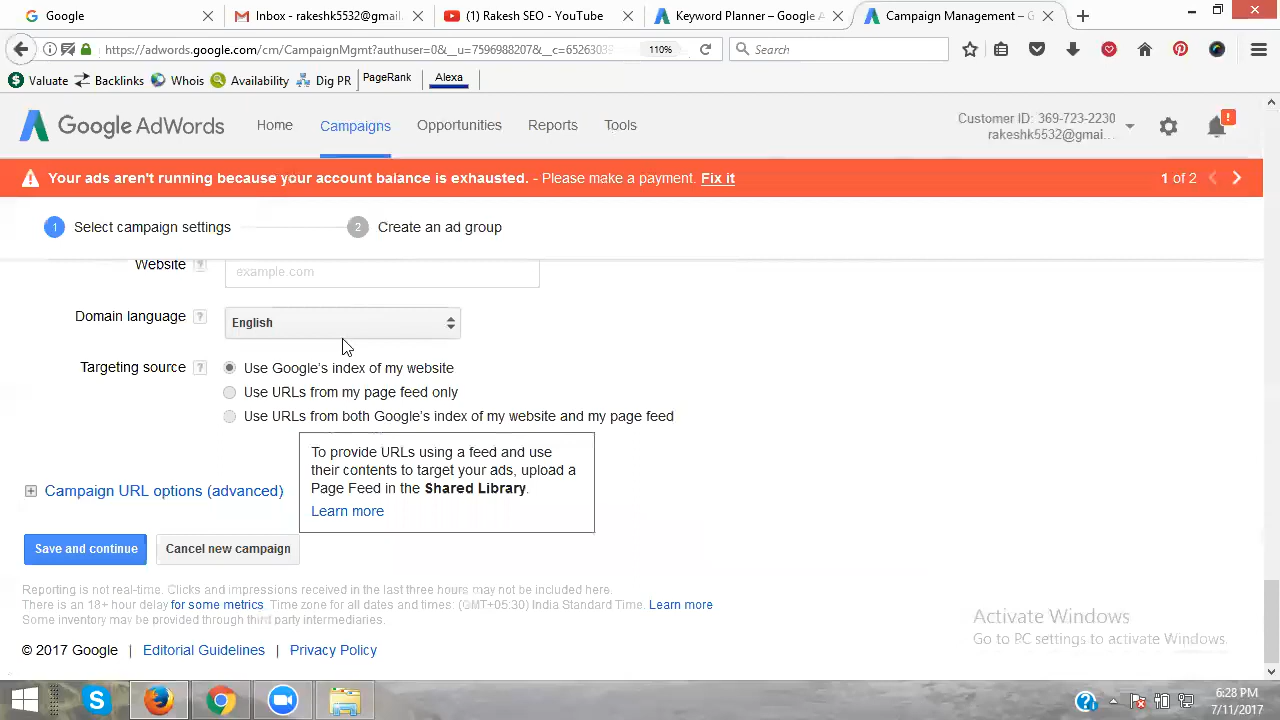 Google
Inbox - rakeshk5532@gmail.
(1) Rakesh SEO - YouTube
Keyword Planner – Google A
Campaign Management – G
https://adwords.google.com/cm/CampaignMgmt?authuser=0&__u=7596988207&__c=65263039
110%
Search
Valuate
Backlinks
Whois
Availability
Dig PR
PageRank
Alexa
Google AdWords
Home
Campaigns
Opportunities
Reports
Tools
Customer ID: 369-723-2230
rakeshk5532@gmai...
!
Your ads aren't running because your account balance is exhausted. - Please make a payment. Fix it
1 of 2
1 Select campaign settings
2 Create an ad group
Website ?
example.com
Domain language ?
English
Targeting source ?
Use Google's index of my website
Use URLs from my page feed only
Use URLs from both Google's index of my website and my page feed
To provide URLs using a feed and use
their contents to target your ads, upload a
Page Feed in the Shared Library.
Learn more
Campaign URL options (advanced)
Save and continue
Cancel new campaign
Reporting is not real-time. Clicks and impressions received in the last three hours may not be included here.
There is an 18+ hour delay for some metrics. Time zone for all dates and times: (GMT+05:30) India Standard Time. Learn more
Some inventory may be provided through third party intermediaries.
Activate Windows
Go to PC settings to activate Windows.
© 2017 Google | Editorial Guidelines | Privacy Policy
6:28 PM
7/11/2017